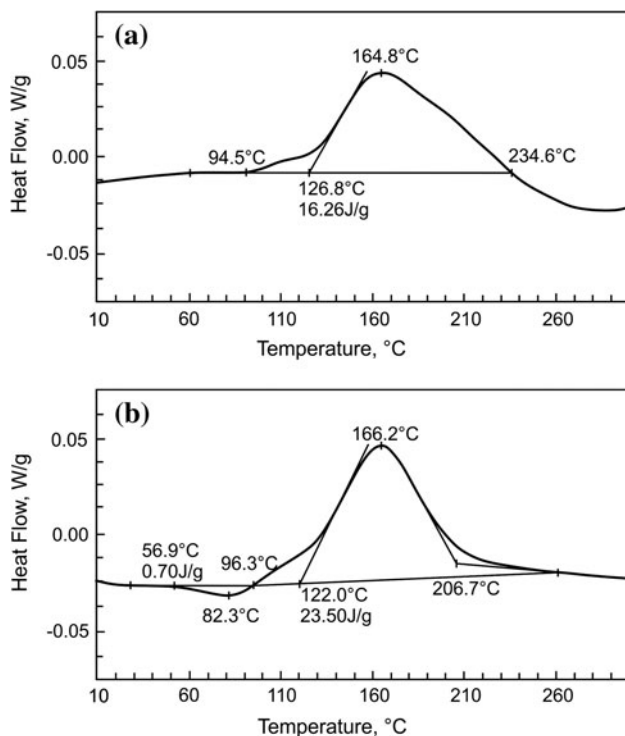 (a)
164.8°C
0.05
94.5°C
234.6°C
0.00
126.8°C
16.26J/g
-0.05
Heat Flow, W/g
10 60 110 160 210 260
Temperature, °C
(b)
166.2°C
0.05
0.00
56.9°C
0.70J/g
96.3°C
82.3°C
122.0°C
23.50J/g
206.7°C
-0.05
Heat Flow, W/g
10 60 110 160 210 260
Temperature, °C